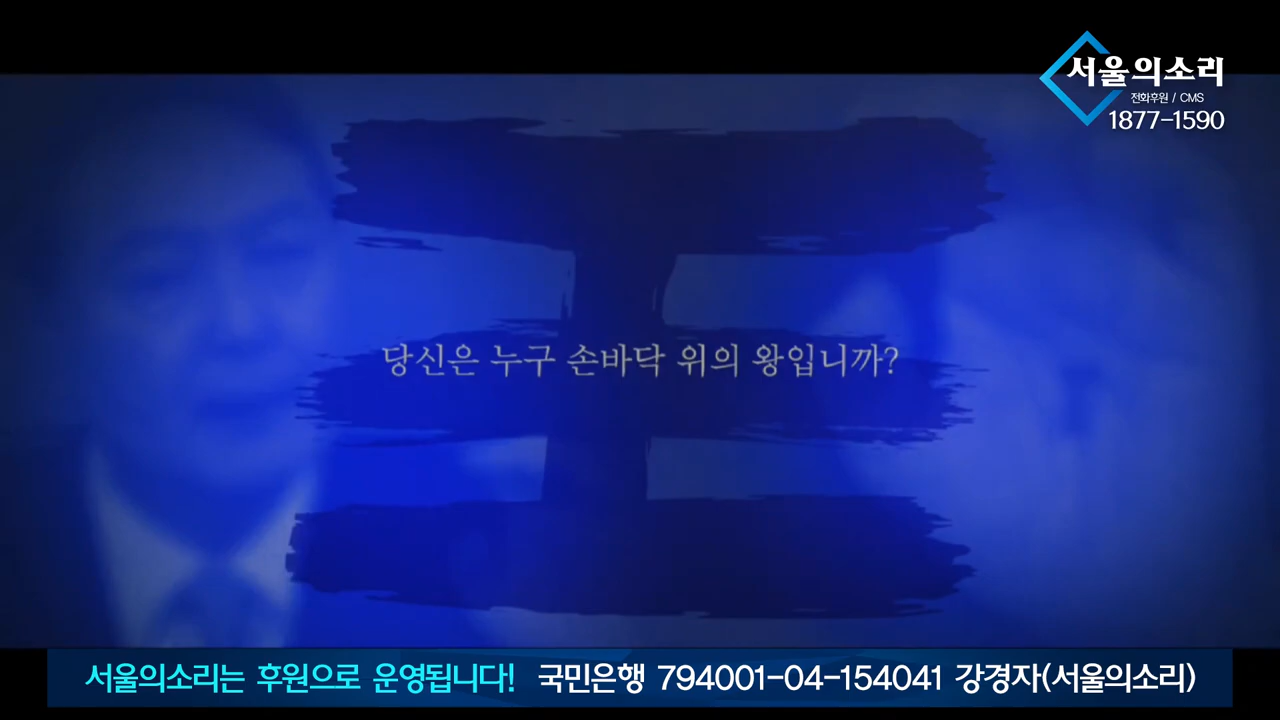 서울의소리
전화후원 / CMS
1877-1590
王
당신은 누구 손바닥 위의 왕입니까?
서울의소리는 후원으로 운영됩니다! 국민은행 794001-04-154041 강경자(서울의소리)